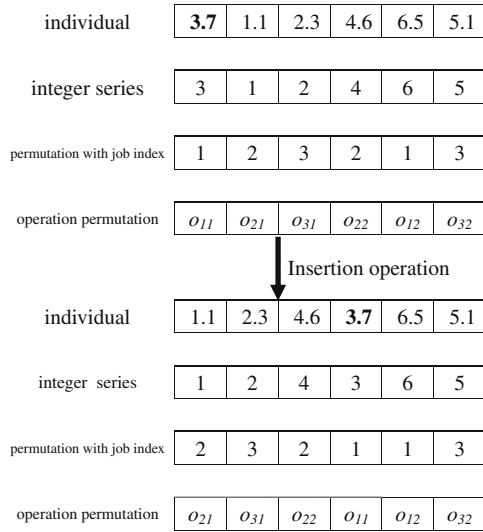 individual 3.7 1.1 2.3 4.6 6.5 5.1
integer series 3 1 2 4 6 5
permutation with job index 1 2 3 2 1 3
operation permutation o11 o21 o31 o22 o12 o32
Insertion operation
individual 1.1 2.3 4.6 3.7 6.5 5.1
integer series 1 2 4 3 6 5
permutation with job index 2 3 2 1 1 3
operation permutation o21 o31 o22 o11 o12 o32